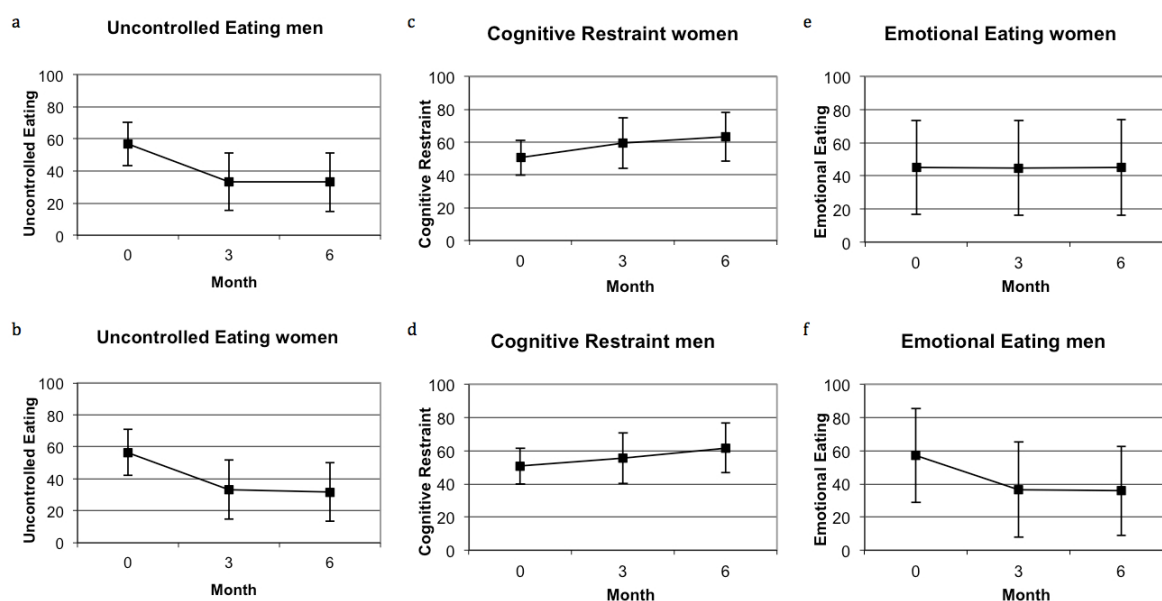 a
Uncontrolled Eating men
Uncontrolled Eating
100
80
60
40
20
0
0 3 6
Month
c
Cognitive Restraint women
Cognitive Restraint
100
80
60
40
20
0
0 3 6
Month
e
Emotional Eating women
Emotional Eating
100
80
60
40
20
0
0 3 6
Month
b
Uncontrolled Eating women
Uncontrolled Eating
100
80
60
40
20
0
0 3 6
Month
d
Cognitive Restraint men
Cognitive Restraint
100
80
60
40
20
0
0 3 6
Month
f
Emotional Eating men
Emotional Eating
100
80
60
40
20
0
0 3 6
Month